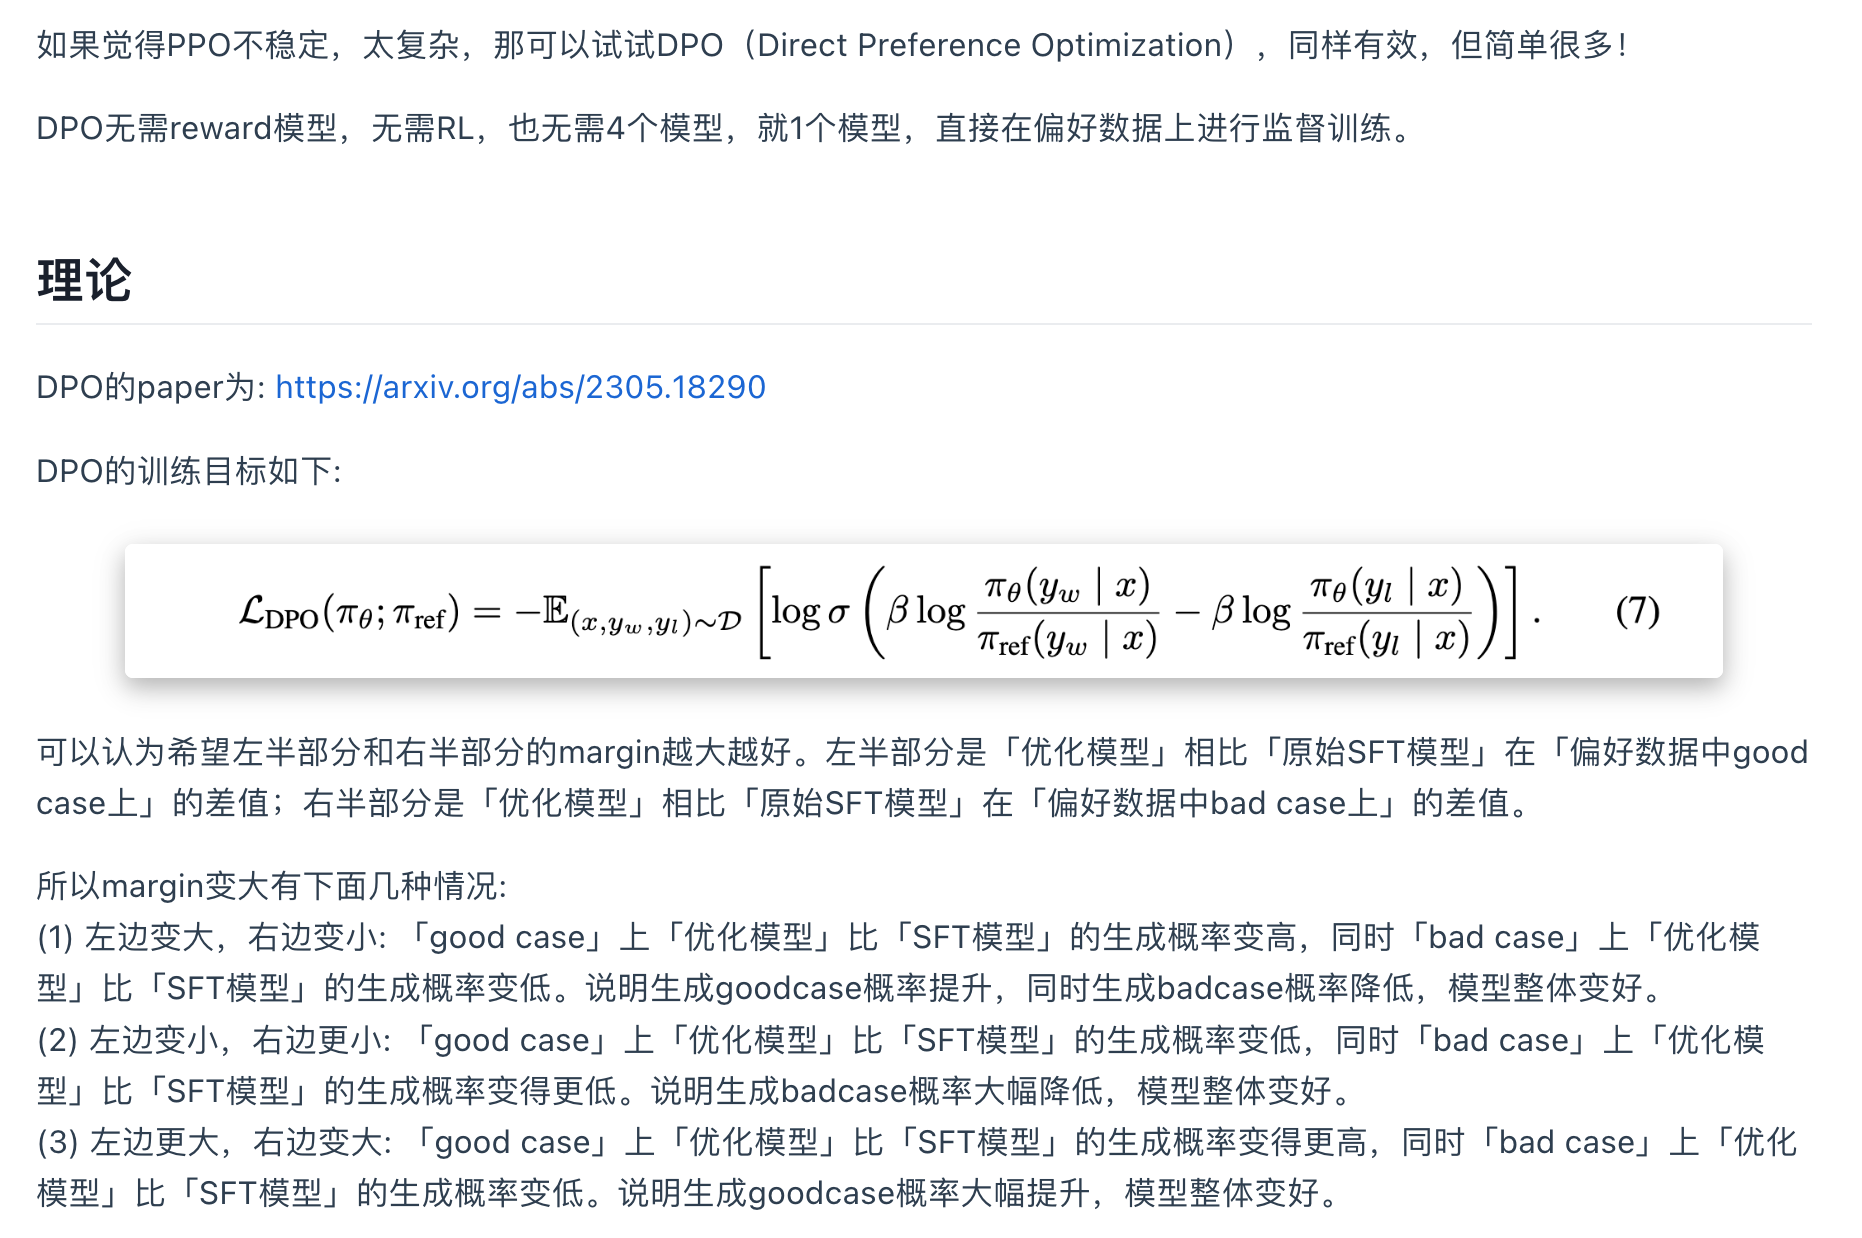 如果觉得PPO不稳定，太复杂，那可以试试DPO（Direct Preference Optimization），同样有效，但简单很多！
DPO无需reward模型，无需RL，也无需4个模型，就1个模型，直接在偏好数据上进行监督训练。
理论
DPO的paper为: https://arxiv.org/abs/2305.18290
DPO的训练目标如下:
$\mathcal{L}_{\text{DPO}}(\pi_\theta; \pi_{\text{ref}}) = -\mathbb{E}_{(x, y_w, y_l) \sim \mathcal{D}} \left[ \log \sigma \left( \beta \log \frac{\pi_\theta(y_w \mid x)}{\pi_{\text{ref}}(y_w \mid x)} - \beta \log \frac{\pi_\theta(y_l \mid x)}{\pi_{\text{ref}}(y_l \mid x)} \right) \right].$ (7)
可以认为希望左半部分和右半部分的margin越大越好。左半部分是「优化模型」相比「原始SFT模型」在「偏好数据中good
case上」的差值；右半部分是「优化模型」相比「原始SFT模型」在「偏好数据中bad case上」的差值。
所以margin变大有下面几种情况:
(1) 左边变大，右边变小: 「good case」上「优化模型」比「SFT模型」的生成概率变高，同时「bad case」上「优化模
型」比「SFT模型」的生成概率变低。说明生成goodcase概率提升，同时生成badcase概率降低，模型整体变好。
(2) 左边变小，右边更小: 「good case」上「优化模型」比「SFT模型」的生成概率变低，同时「bad case」上「优化模
型」比「SFT模型」的生成概率变得更低。说明生成badcase概率大幅降低，模型整体变好。
(3) 左边更大，右边变大: 「good case」上「优化模型」比「SFT模型」的生成概率变得更高，同时「bad case」上「优化
模型」比「SFT模型」的生成概率变低。说明生成goodcase概率大幅提升，模型整体变好。